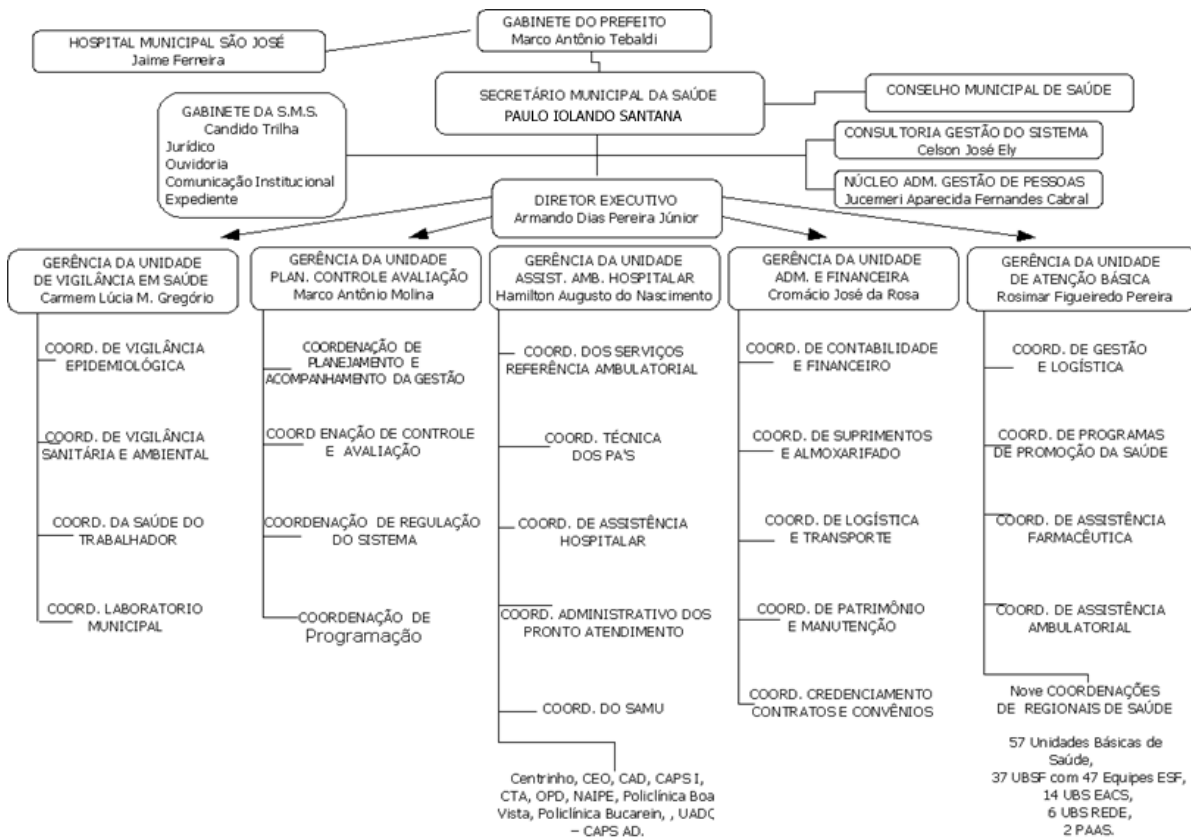 GABINETE DO PREFEITO
Marco Antônio Tebaldi
HOSPITAL MUNICIPAL SÃO JOSÉ
Jaime Ferreira
SECRETÁRIO MUNICIPAL DA SAÚDE
PAULO IOLANDO SANTANA
CONSELHO MUNICIPAL DE SAÚDE
GABINETE DA S.M.S.
Candido Trilha
Jurídico
Ouvidoria
Comunicação Institucional
Expediente
CONSULTORIA GESTÃO DO SISTEMA
Celson José Ely
NÚCLEO ADM. GESTÃO DE PESSOAS
Jucemeri Aparecida Fernandes Cabral
DIRETOR EXECUTIVO
Armando Dias Pereira Júnior
GERÊNCIA DA UNIDADE
DE VIGILÂNCIA EM SAÚDE
Carmem Lúcia M. Gregório
COORD. DE VIGILÂNCIA
EPIDEMIOLÓGICA
COORD. DE VIGILÂNCIA
SANITÁRIA E AMBIENTAL
COORD. DA SAÚDE DO
TRABALHADOR
COORD. LABORATORIO
MUNICIPAL
GERÊNCIA DA UNIDADE
PLAN. CONTROLE AVALIAÇÃO
Marco Antônio Molina
COORDENAÇÃO DE
PLANEJAMENTO E
ACOMPANHAMENTO DA GESTÃO
COORD ENAÇÃO DE CONTROLE
E AVALIAÇÃO
COORDENAÇÃO DE REGULAÇÃO
DO SISTEMA
COORDENAÇÃO DE
Programação
GERÊNCIA DA UNIDADE
ASSIST. AMB. HOSPITALAR
Hamilton Augusto do Nascimento
COORD. DOS SERVIÇOS
REFERÊNCIA AMBULATORIAL
COORD. TÉCNICA
DOS PA'S
COORD. DE ASSISTÊNCIA
HOSPITALAR
COORD. ADMINISTRATIVO DOS
PRONTO ATENDIMENTO
COORD. DO SAMU
Centrinho, CEO, CAD, CAPS I,
CTA, OPD, NAIPE, Policlínica Boa
Vista, Policlínica Bucarein, , UADQ
– CAPS AD.
GERÊNCIA DA UNIDADE
ADM. E FINANCEIRA
Cromácio José da Rosa
COORD. DE CONTABILIDADE
E FINANCEIRO
COORD. DE SUPRIMENTOS
E ALMOXARIFADO
COORD. DE LOGÍSTICA
E TRANSPORTE
COORD. DE PATRIMÔNIO
E MANUTENÇÃO
COORD. CREDENCIAMENTO
CONTRATOS E CONVÊNIOS
GERÊNCIA DA UNIDADE
DE ATENÇÃO BÁSICA
Rosimar Figueiredo Pereira
COORD. DE GESTÃO
E LOGÍSTICA
COORD. DE PROGRAMAS
DE PROMOÇÃO DA SAÚDE
COORD. DE ASSISTÊNCIA
FARMACÊUTICA
COORD. DE ASSISTÊNCIA
AMBULATORIAL
Nove COORDENAÇÕES
DE REGIONAIS DE SAÚDE
57 Unidades Básicas de
Saúde,
37 UBSF com 47 Equipes ESF,
14 UBS EACS,
6 UBS REDE,
2 PAAS.